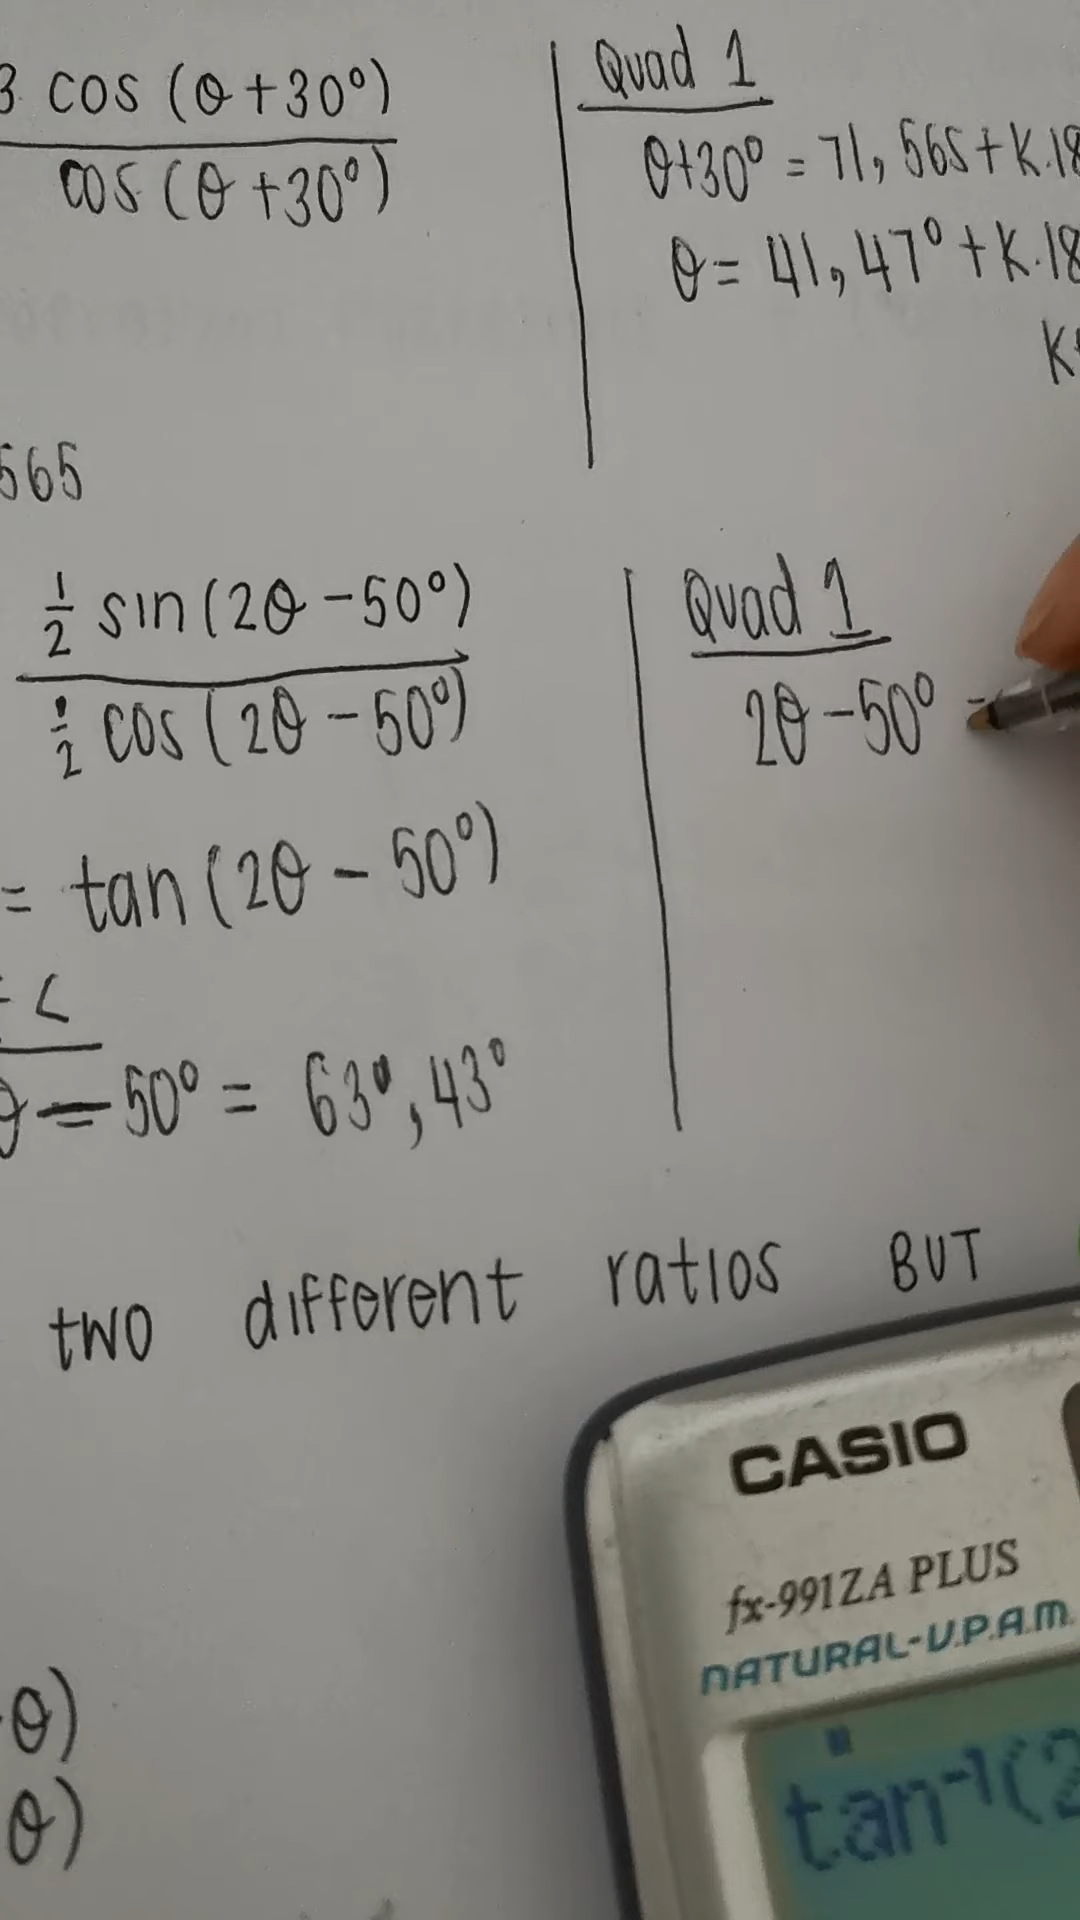 3 cos (θ+30°)
cos (θ+30°)
Quad 1
θ+30° = 71,565+K.18
θ = 41,47° + K.18
K
565
1/2 sin(2θ-50°)
1/2 cos(2θ-50°)
= tan(2θ - 50°)
θ - 50° = 63°,43°
Quad 1
2θ-50° =
two different ratios BUT
θ)
θ)
CASIO
fx-991ZA PLUS
NATURAL-V.P.A.M.
tan⁻¹(2